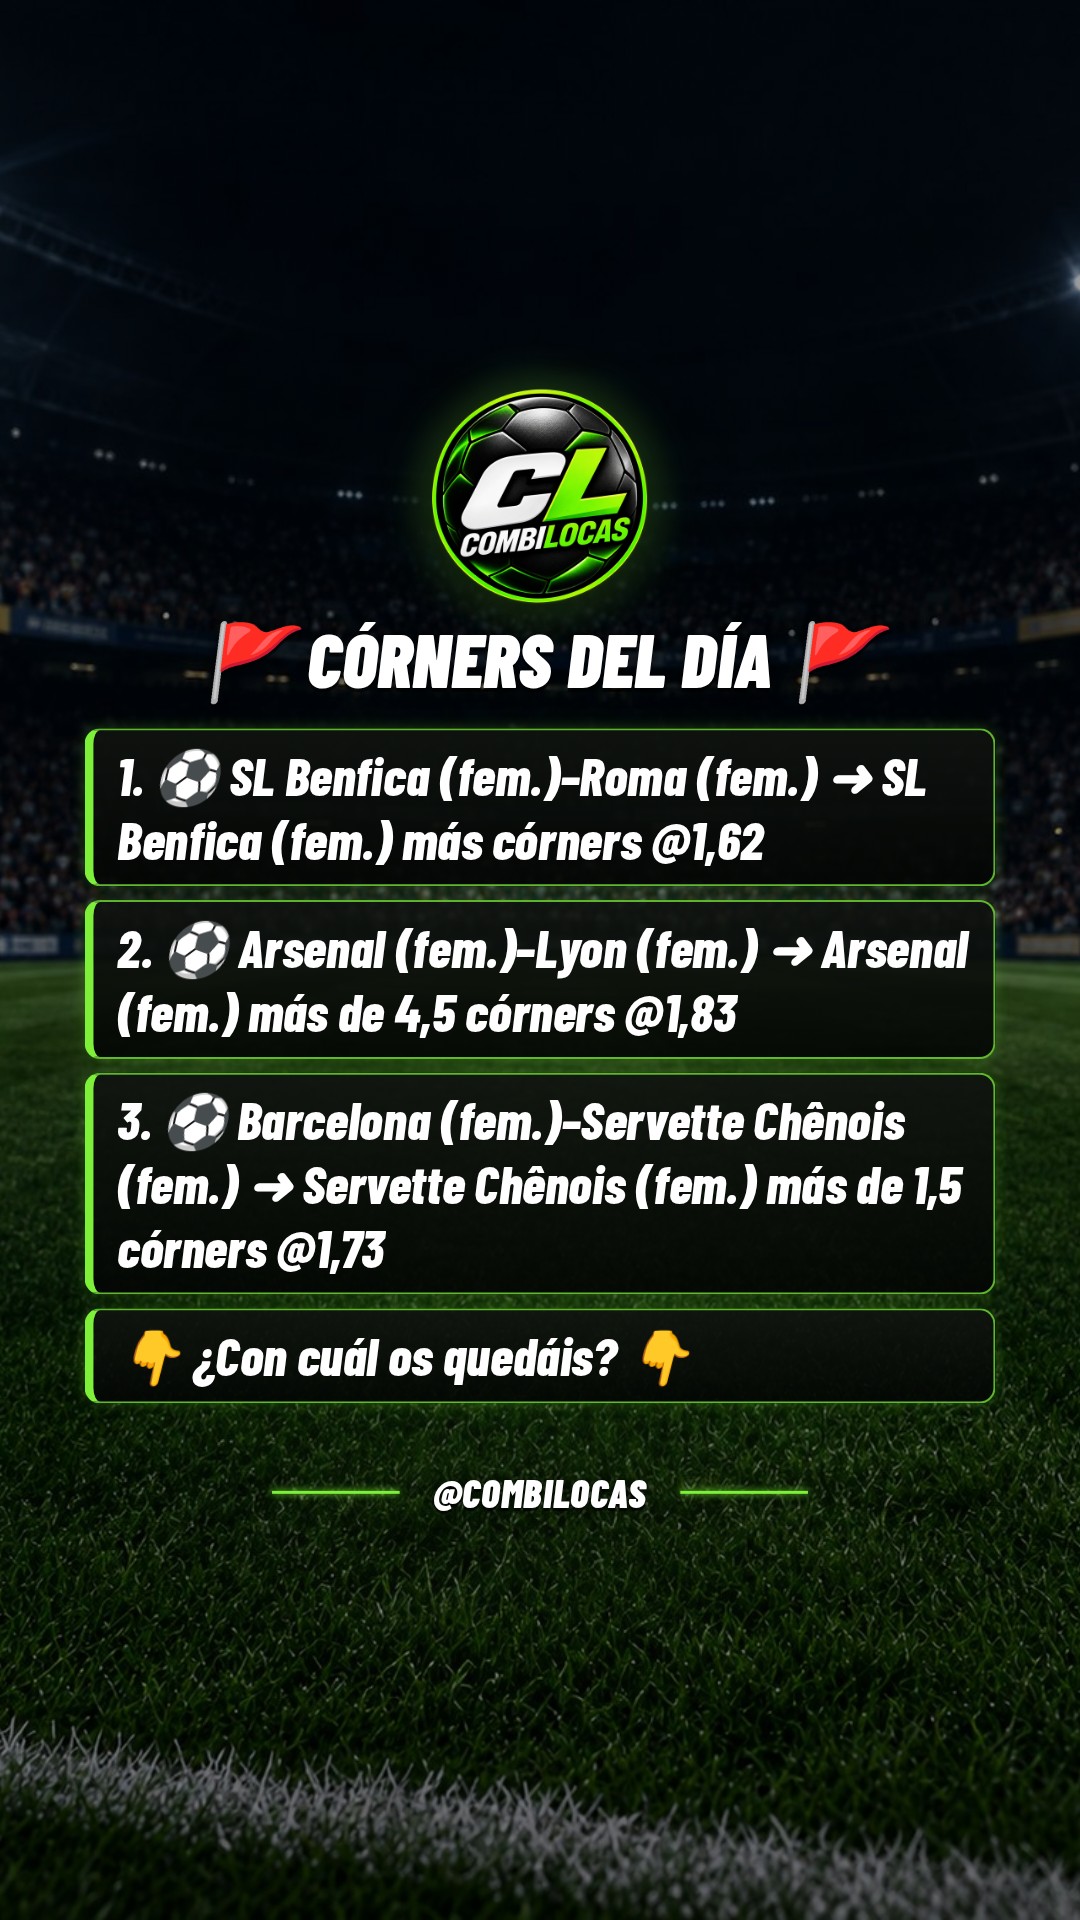 CL
COMBILOCAS
🚩 CÓRNERS DEL DÍA 🚩
1. ⚽ SL Benfica (fem.)–Roma (fem.) ➜ SL
Benfica (fem.) más córners @1,62
2. ⚽ Arsenal (fem.)–Lyon (fem.) ➜ Arsenal
(fem.) más de 4,5 córners @1,83
3. ⚽ Barcelona (fem.)–Servette Chênois
(fem.) ➜ Servette Chênois (fem.) más de 1,5
córners @1,73
👇 ¿Con cuál os quedáis? 👇
@COMBILOCAS